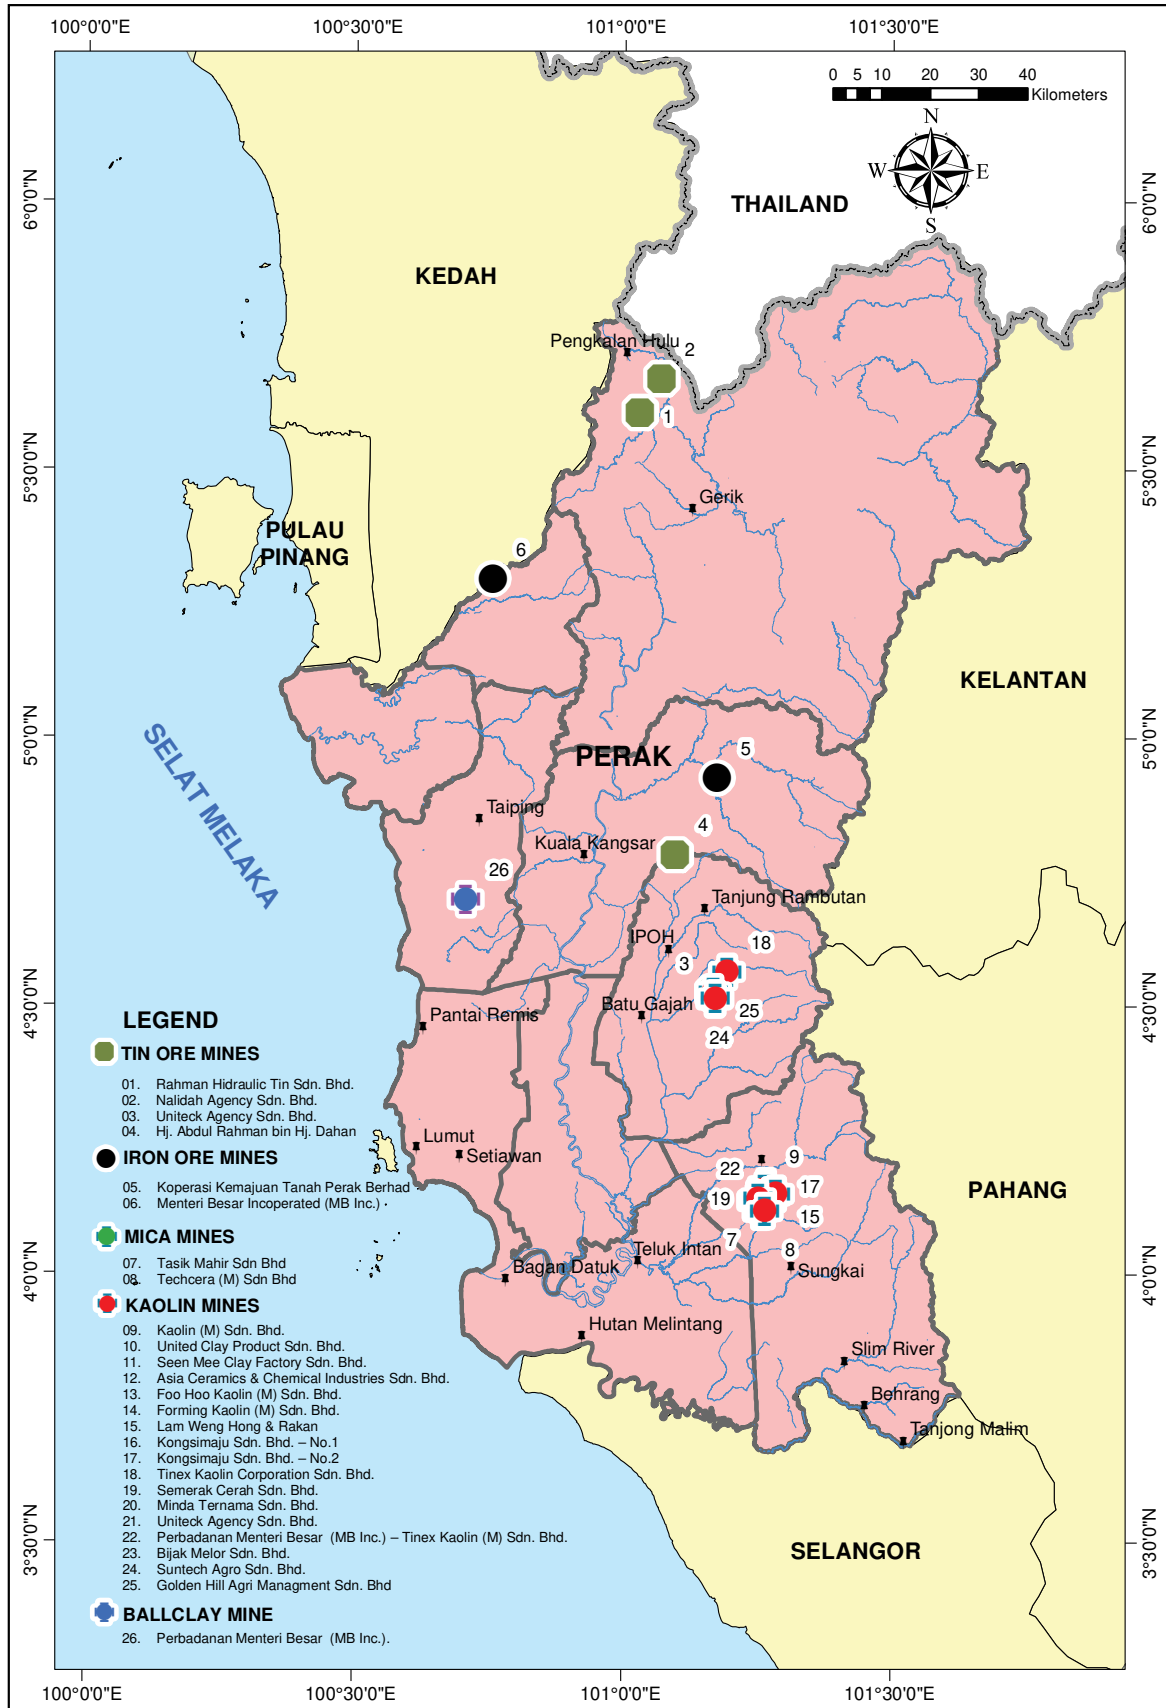 100°0'0"E
100°30'0"E
101°0'0"E
101°30'0"E
0 5 10 20 30 40
Kilometers
N
W E
S
6°0'0"N
6°0'0"N
THAILAND
KEDAH
Pengkalan Hulu
2
1
5°30'0"N
5°30'0"N
Gerik
PULAU
PINANG
6
KELANTAN
SELAT MELAKA
5°0'0"N
5°0'0"N
PERAK
5
Taiping
4
Kuala Kangsar
26
Tanjung Rambutan
IPOH
18
3
4°30'0"N
4°30'0"N
Batu Gajah
25
Pantai Remis
24
Lumut
Setiawan
9
22
17
19
15
PAHANG
7
8
Teluk Intan
Sungkai
Bagan Datuk
4°0'0"N
4°0'0"N
Hutan Melintang
Slim River
Behrang
Tanjong Malim
3°30'0"N
3°30'0"N
SELANGOR
LEGEND
TIN ORE MINES
01. Rahman Hidraulic Tin Sdn. Bhd.
02. Nalidah Agency Sdn. Bhd.
03. Uniteck Agency Sdn. Bhd.
04. Hj. Abdul Rahman bin Hj. Dahan
IRON ORE MINES
05. Koperasi Kemajuan Tanah Perak Berhad
06. Menteri Besar Incoperated (MB Inc.)
MICA MINES
07. Tasik Mahir Sdn Bhd
08. Techcera (M) Sdn Bhd
KAOLIN MINES
09. Kaolin (M) Sdn. Bhd.
10. United Clay Product Sdn. Bhd.
11. Seen Mee Clay Factory Sdn. Bhd.
12. Asia Ceramics & Chemical Industries Sdn. Bhd.
13. Foo Hoo Kaolin (M) Sdn. Bhd.
14. Forming Kaolin (M) Sdn. Bhd.
15. Lam Weng Hong & Rakan
16. Kongsimaju Sdn. Bhd. – No.1
17. Kongsimaju Sdn. Bhd. – No.2
18. Tinex Kaolin Corporation Sdn. Bhd.
19. Semerak Cerah Sdn. Bhd.
20. Minda Ternama Sdn. Bhd.
21. Uniteck Agency Sdn. Bhd.
22. Perbadanan Menteri Besar (MB Inc.) – Tinex Kaolin (M) Sdn. Bhd.
23. Bijak Melor Sdn. Bhd.
24. Suntech Agro Sdn. Bhd.
25. Golden Hill Agri Managment Sdn. Bhd
BALLCLAY MINE
26. Perbadanan Menteri Besar (MB Inc.).
100°0'0"E
100°30'0"E
101°0'0"E
101°30'0"E